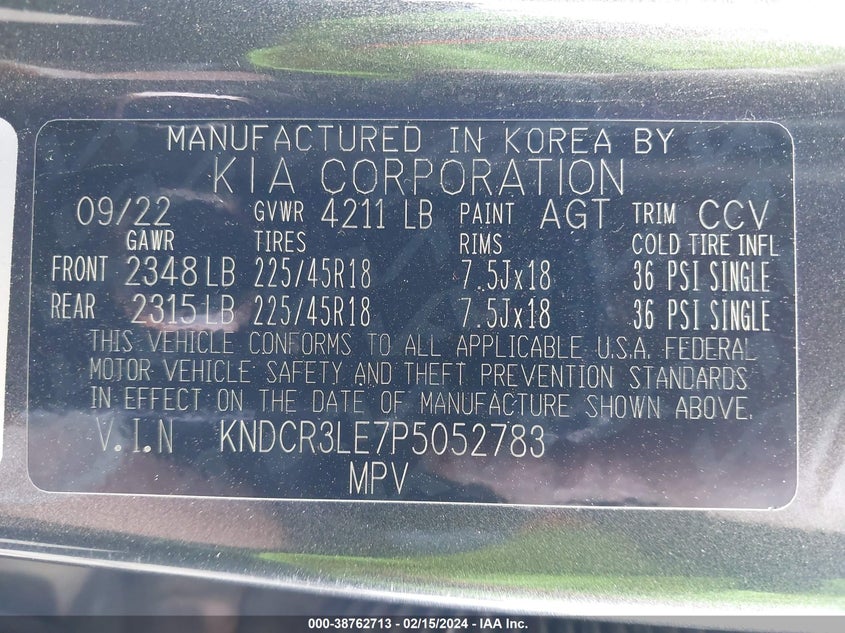 MANUFACTURED IN KOREA BY
KIA CORPORATION
09/22 GVWR 4211 LB PAINT AGT TRIM CCV
GAWR TIRES RIMS COLD TIRE INFL
FRONT 2348 LB 225/45R18 7.5Jx18 36 PSI SINGLE
REAR 2315 LB 225/45R18 7.5Jx18 36 PSI SINGLE
THIS VEHICLE CONFORMS TO ALL APPLICABLE U.S.A. FEDERAL
MOTOR VEHICLE SAFETY AND THEFT PREVENTION STANDARDS
IN EFFECT ON THE DATE OF MANUFACTURE SHOWN ABOVE.
V.I.N KNDCR3LE7P5052783
MPV
000-38762713 - 02/15/2024 - IAA Inc.